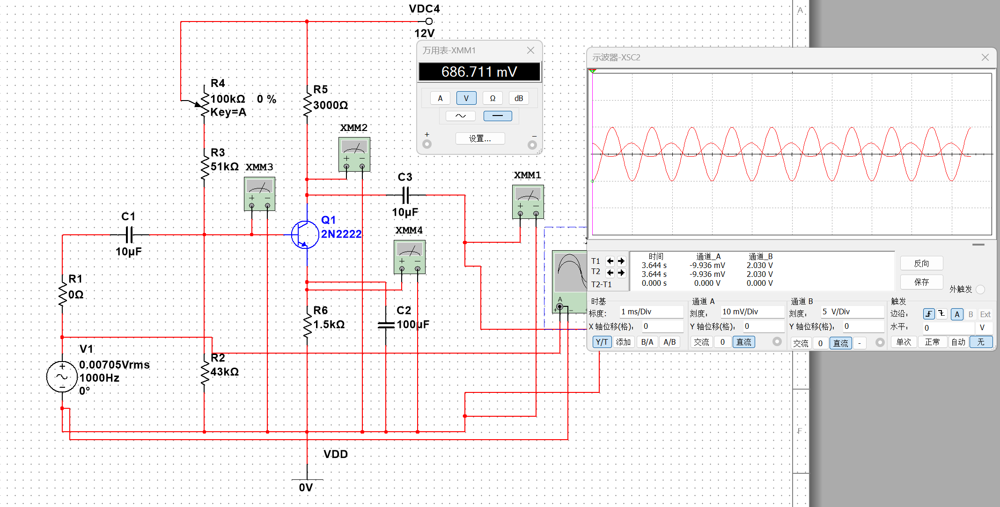 VDC4
12V
A
R4
100kΩ 0 %
Key=A
R5
3000Ω
万用表-XMM1
686.711 mV
A V Ω dB
+ −
设置...
示波器-XSC2
XMM2
+ −
R3
51kΩ
XMM3
+ −
C3
10µF
XMM1
+ −
C1
10µF
Q1
2N2222
XMM4
+ −
R1
0Ω
R6
1.5kΩ
C2
100µF
V1
0.00705Vrms
1000Hz
0°
R2
43kΩ
A
+ −
VDD
0V
F
时间 通道_A 通道_B
T1 3.644 s -9.936 mV 2.030 V
T2 3.644 s -9.936 mV 2.030 V
T2-T1 0.000 s 0.000 V 0.000 V
反向
保存
外触发
时基
标度: 1 ms/Div
X 轴位移(格): 0
Y/T 添加 B/A A/B
通道 A
刻度: 10 mV/Div
Y 轴位移(格): 0
交流 0 直流
通道 B
刻度: 5 V/Div
Y 轴位移(格): 0
交流 0 直流 -
触发
边沿: A B Ext
水平: 0 V
单次 正常 自动 无